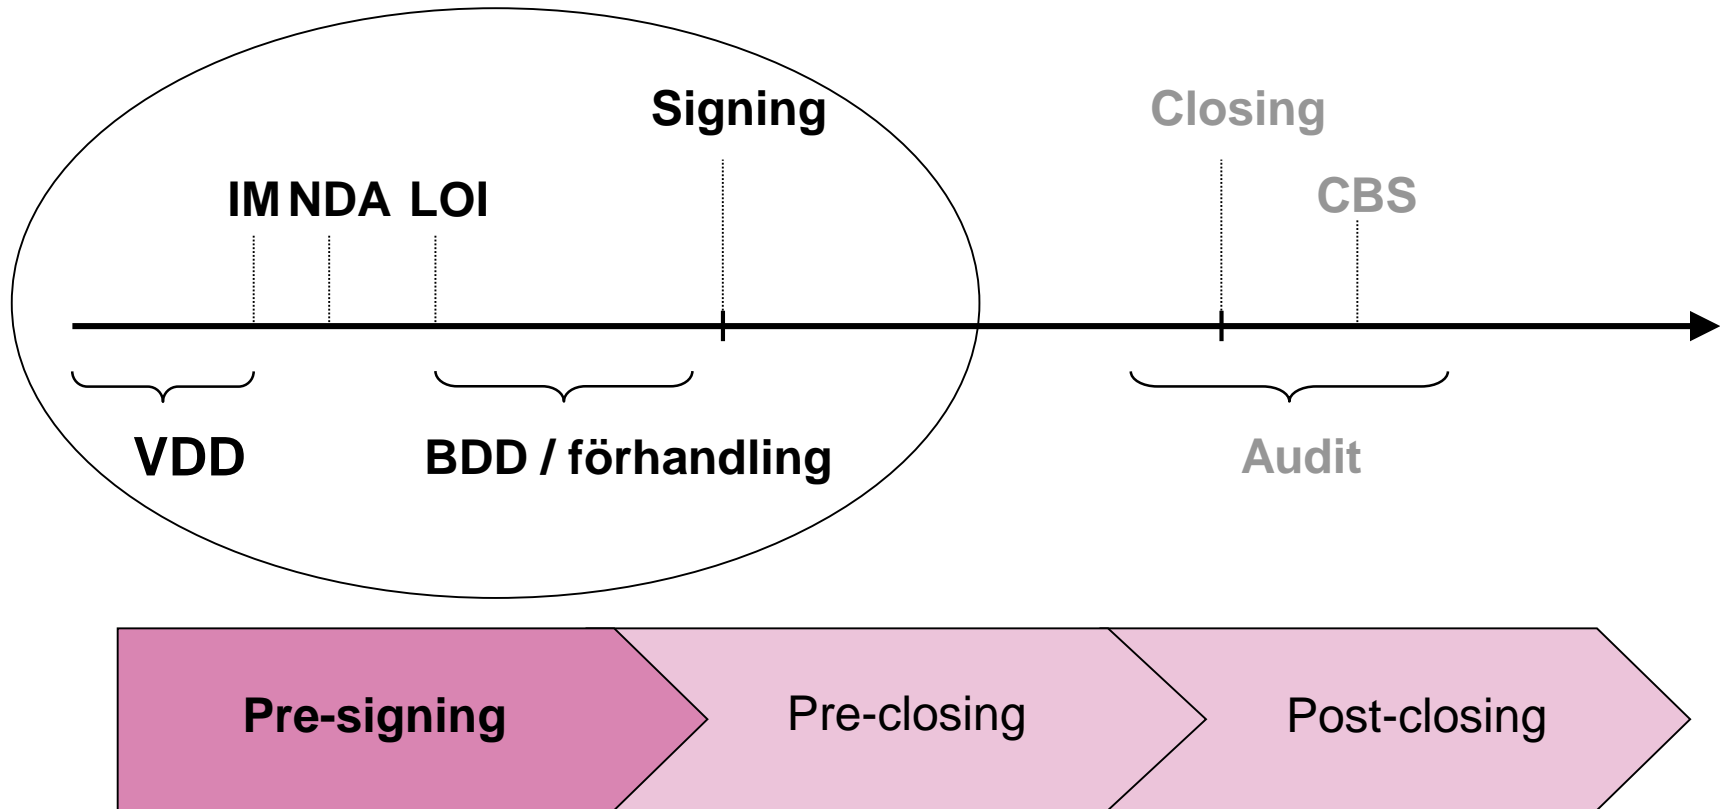 Signing Closing
IM NDA LOI CBS
VDD BDD / förhandling Audit
Pre-signing Pre-closing Post-closing